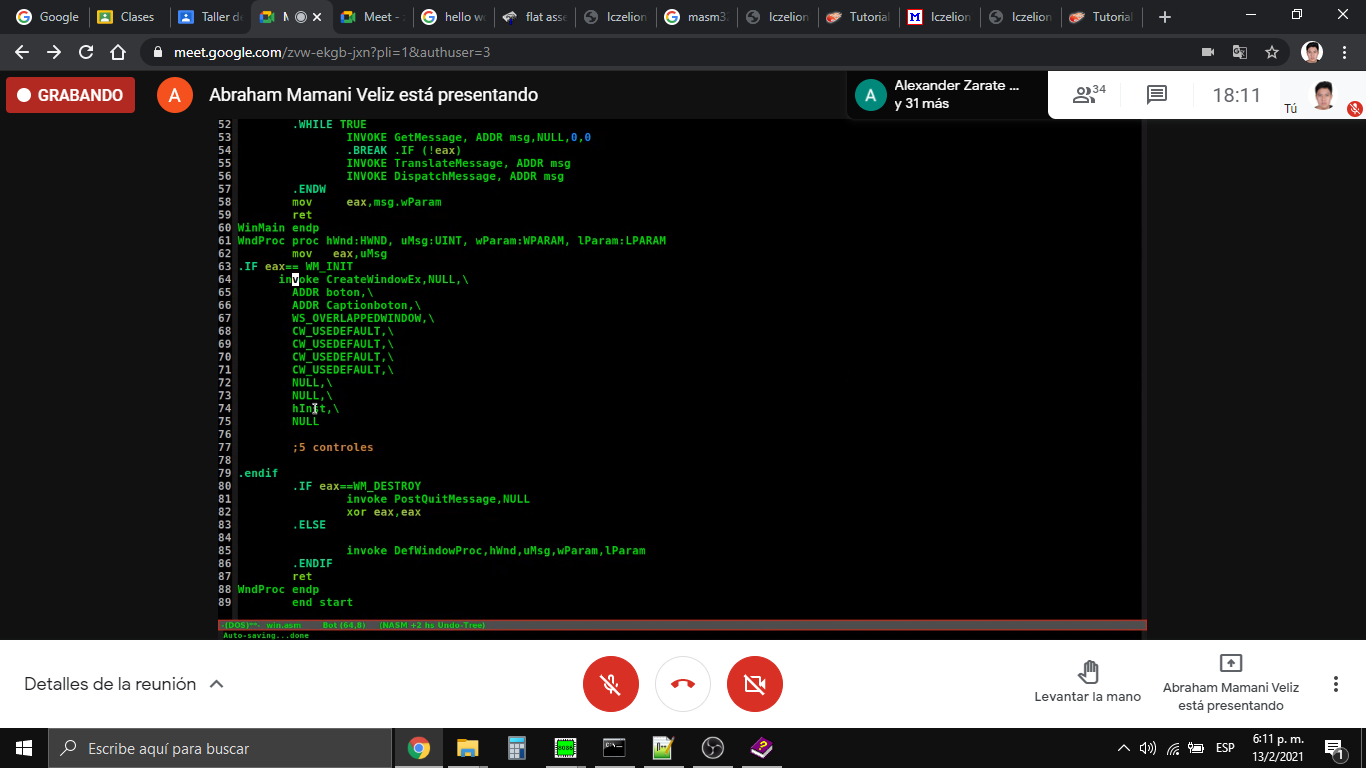 Google
Clases
Taller de
M
Meet -
hello wo
flat asse
Iczelion
masm32
Iczelion
Tutorial
Iczelion
Iczelion
Tutorial
meet.google.com/zvw-ekgb-jxn?pli=1&authuser=3
GRABANDO
A
Abraham Mamani Veliz está presentando
A
Alexander Zarate ...
y 31 más
34
18:11
Tú
52 .WHILE TRUE
53 INVOKE GetMessage, ADDR msg,NULL,0,0
54 .BREAK .IF (!eax)
55 INVOKE TranslateMessage, ADDR msg
56 INVOKE DispatchMessage, ADDR msg
57 .ENDW
58 mov eax,msg.wParam
59 ret
60 WinMain endp
61 WndProc proc hWnd:HWND, uMsg:UINT, wParam:WPARAM, lParam:LPARAM
62 mov eax,uMsg
63 .IF eax== WM_INIT
64 invoke CreateWindowEx,NULL,\
65 ADDR boton,\
66 ADDR Captionboton,\
67 WS_OVERLAPPEDWINDOW,\
68 CW_USEDEFAULT,\
69 CW_USEDEFAULT,\
70 CW_USEDEFAULT,\
71 CW_USEDEFAULT,\
72 NULL,\
73 NULL,\
74 hInst,\
75 NULL
76
77 ;5 controles
78
79 .endif
80 .IF eax==WM_DESTROY
81 invoke PostQuitMessage,NULL
82 xor eax,eax
83 .ELSE
84
85 invoke DefWindowProc,hWnd,uMsg,wParam,lParam
86 .ENDIF
87 ret
88 WndProc endp
89 end start
-(DOS)**- win.asm Bot (64,8) (NASM +2 hs Undo-Tree)
Auto-saving...done
Detalles de la reunión
Levantar la mano
Abraham Mamani Veliz
está presentando
Escribe aquí para buscar
8086
ESP
6:11 p. m.
13/2/2021
1